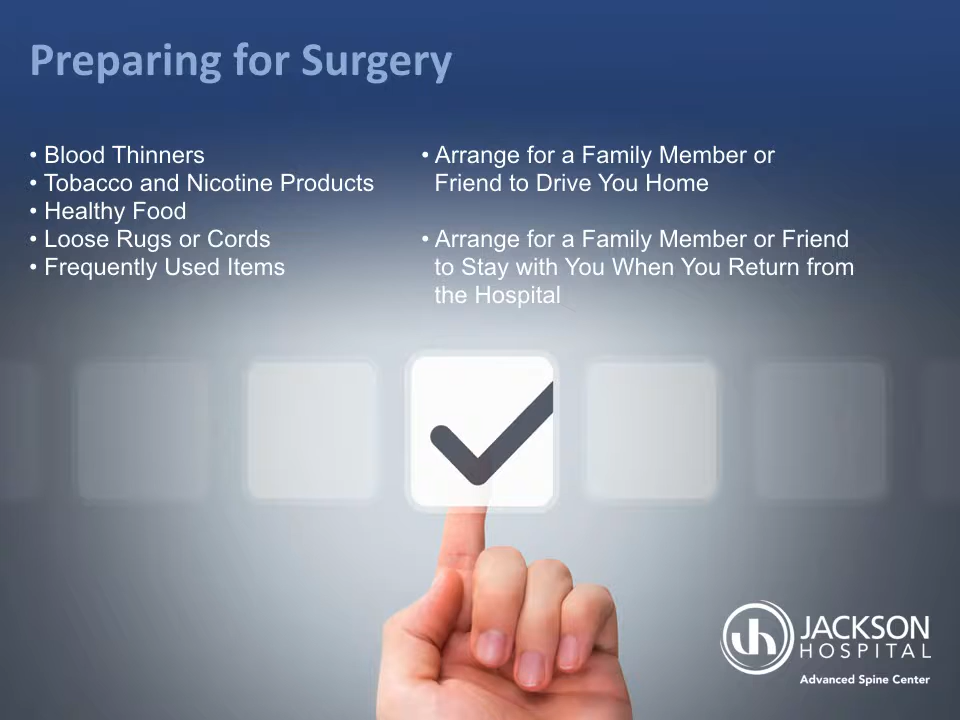 Preparing for Surgery
• Blood Thinners
• Tobacco and Nicotine Products
• Healthy Food
• Loose Rugs or Cords
• Frequently Used Items
• Arrange for a Family Member or
Friend to Drive You Home
• Arrange for a Family Member or Friend
to Stay with You When You Return from
the Hospital
JACKSON
HOSPITAL
Advanced Spine Center